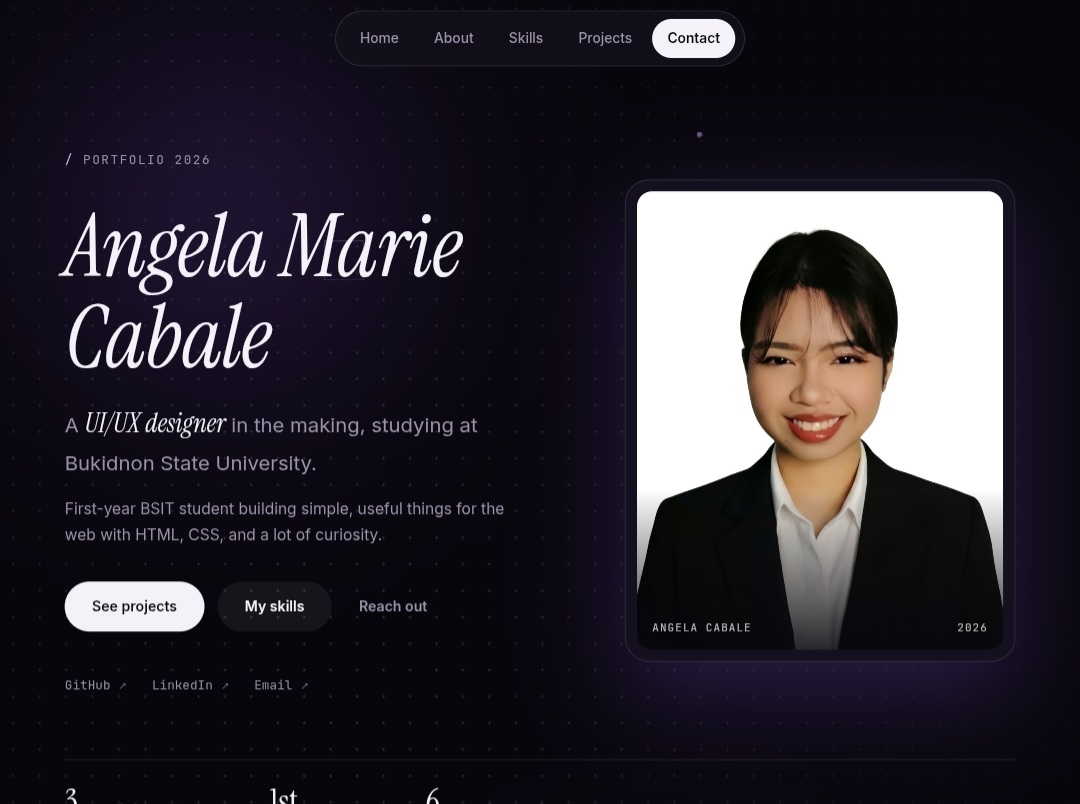 Home About Skills Projects Contact
/ PORTFOLIO 2026
Angela Marie
Cabale
A UI/UX designer in the making, studying at
Bukidnon State University.
First-year BSIT student building simple, useful things for the
web with HTML, CSS, and a lot of curiosity.
See projects My skills Reach out
GitHub ↗ LinkedIn ↗ Email ↗
ANGELA CABALE 2026
3 1st 6